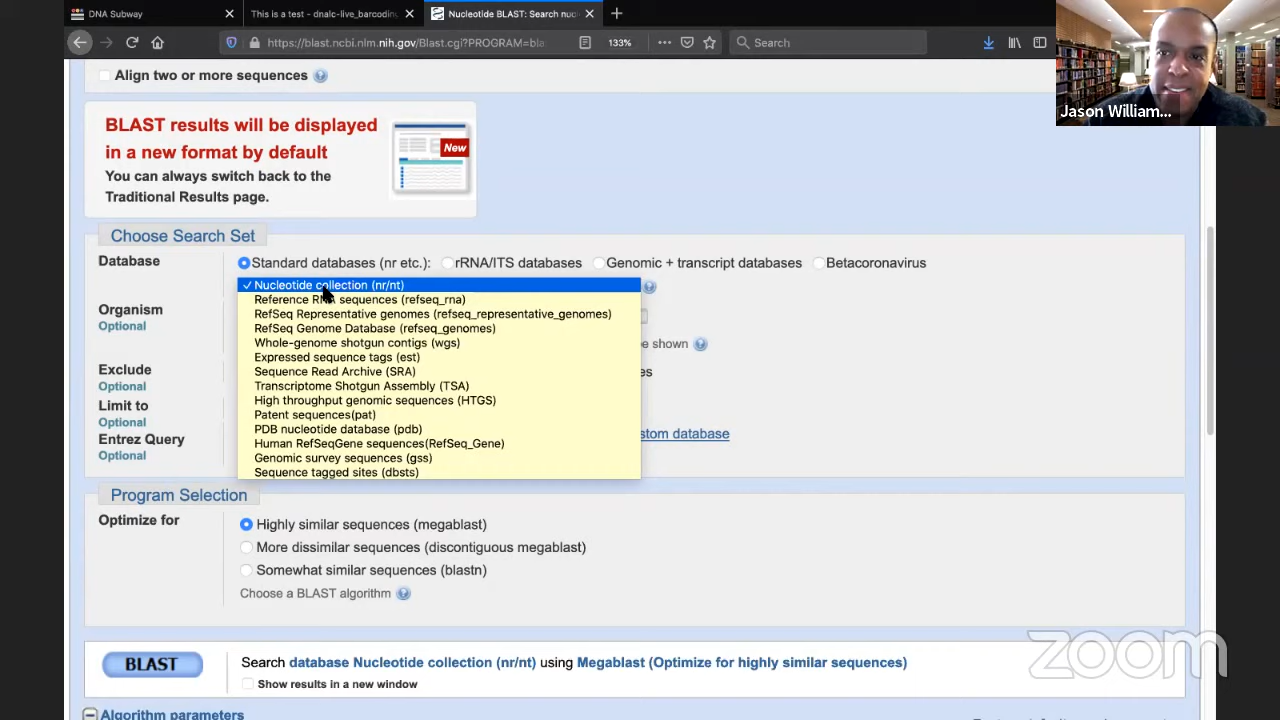 DNA Subway
This is a test - dnalc-live_barcoding
Nucleotide BLAST: Search nucl
https://blast.ncbi.nlm.nih.gov/Blast.cgi?PROGRAM=bla
133%
Search
Jason William...
Align two or more sequences
BLAST results will be displayed
in a new format by default
You can always switch back to the
Traditional Results page.
New
Choose Search Set
Database
Standard databases (nr etc.):
rRNA/ITS databases
Genomic + transcript databases
Betacoronavirus
Nucleotide collection (nr/nt)
Reference RNA sequences (refseq_rna)
Organism
Optional
RefSeq Representative genomes (refseq_representative_genomes)
RefSeq Genome Database (refseq_genomes)
Whole-genome shotgun contigs (wgs)
e shown
Expressed sequence tags (est)
Exclude
Optional
Sequence Read Archive (SRA)
es
Transcriptome Shotgun Assembly (TSA)
High throughput genomic sequences (HTGS)
Limit to
Optional
Patent sequences(pat)
PDB nucleotide database (pdb)
stom database
Entrez Query
Optional
Human RefSeqGene sequences(RefSeq_Gene)
Genomic survey sequences (gss)
Sequence tagged sites (dbsts)
Program Selection
Optimize for
Highly similar sequences (megablast)
More dissimilar sequences (discontiguous megablast)
Somewhat similar sequences (blastn)
Choose a BLAST algorithm
BLAST
Search database Nucleotide collection (nr/nt) using Megablast (Optimize for highly similar sequences)
Show results in a new window
Algorithm parameters
zoom